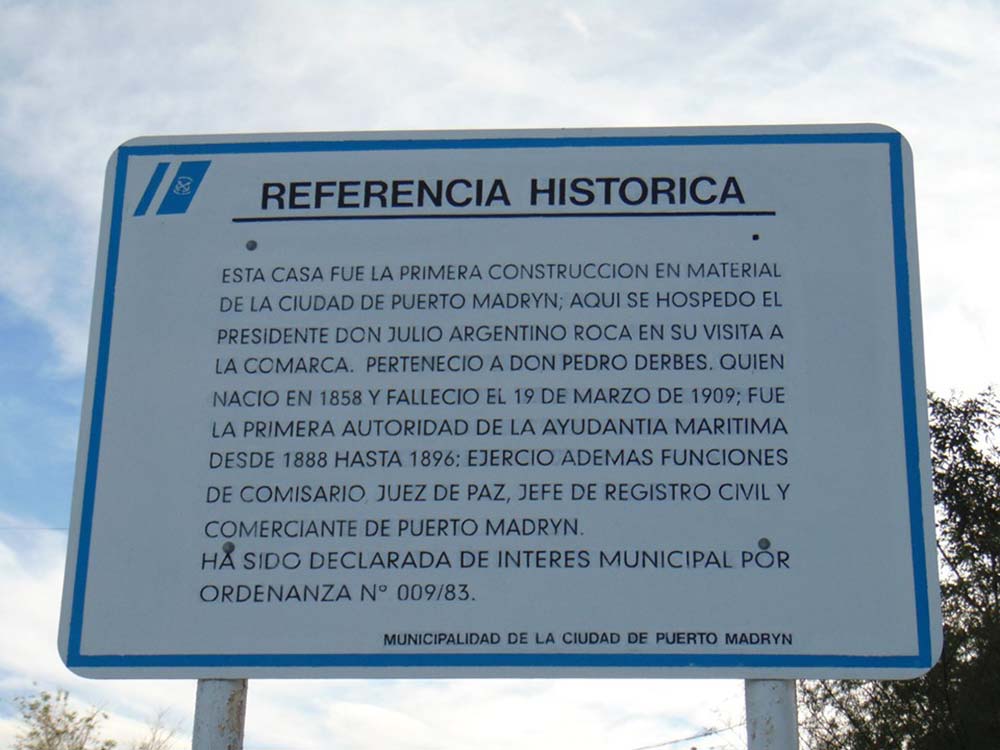 REFERENCIA HISTORICA
ESTA CASA FUE LA PRIMERA CONSTRUCCION EN MATERIAL
DE LA CIUDAD DE PUERTO MADRYN; AQUI SE HOSPEDO EL
PRESIDENTE DON JULIO ARGENTINO ROCA EN SU VISITA A
LA COMARCA. PERTENECIO A DON PEDRO DERBES. QUIEN
NACIO EN 1858 Y FALLECIO EL 19 DE MARZO DE 1909; FUE
LA PRIMERA AUTORIDAD DE LA AYUDANTIA MARITIMA
DESDE 1888 HASTA 1896; EJERCIO ADEMAS FUNCIONES
DE COMISARIO, JUEZ DE PAZ, JEFE DE REGISTRO CIVIL Y
COMERCIANTE DE PUERTO MADRYN.
HA SIDO DECLARADA DE INTERES MUNICIPAL POR
ORDENANZA Nº 009/83.
MUNICIPALIDAD DE LA CIUDAD DE PUERTO MADRYN